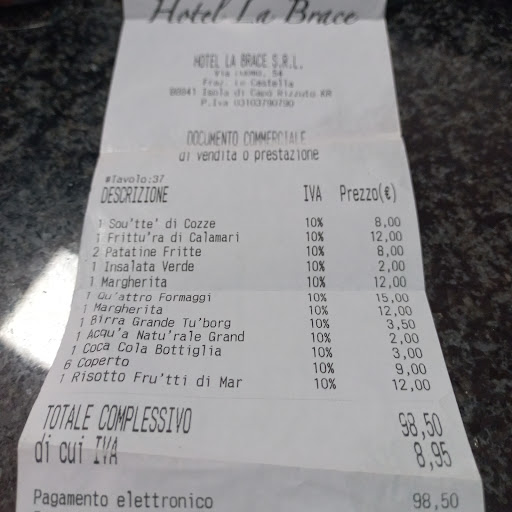 Hotel La Brace
HOTEL LA BRACE S.R.L.
54
Fraz. Le Castella
88841 Isola di Capo Rizzuto KR
P.Iva 03103790790
DOCUMENTO COMMERCIALE
di vendita o prestazione
#Tavolo:37
DESCRIZIONE IVA Prezzo(€)
1 Sou'tte' di Cozze 10% 8,00
1 Frittu'ra di Calamari 10% 12,00
2 Patatine Fritte 10% 8,00
1 Insalata Verde 10% 2,00
1 Margherita 10% 12,00
1 Qu'attro Formaggi 10% 15,00
1 Margherita 10% 12,00
1 Birra Grande Tu'borg 10% 3,50
1 Acqu'a Natu'rale Grand 10% 2,00
1 Coca Cola Bottiglia 10% 3,00
6 Coperto 10% 9,00
1 Risotto Fru'tti di Mar 10% 12,00
TOTALE COMPLESSIVO 98,50
di cui IVA 8,95
Pagamento elettronico 98,50